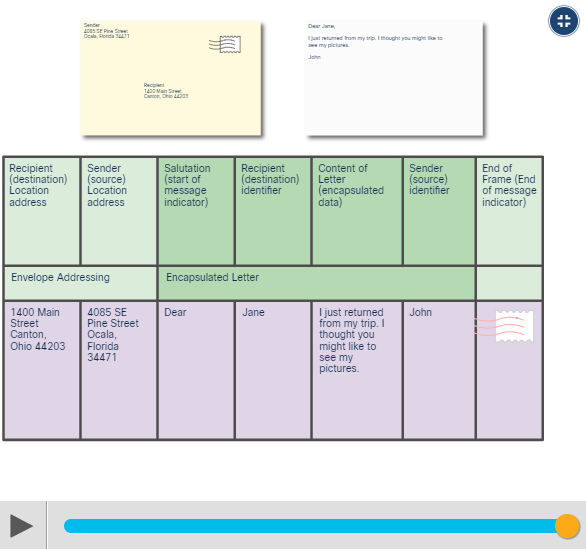 Sender
4085 SE Pine Street
Ocala, Florida 34471
Recipient
1400 Main Street
Canton, Ohio 44203
Dear Jane,
I just returned from my trip. I thought you might like to
see my pictures.
John
Recipient
(destination)
Location
address
Sender
(source)
Location
address
Salutation
(start of
message
indicator)
Recipient
(destination)
identifier
Content of
Letter
(encapsulated
data)
Sender
(source)
identifier
End of
Frame (End
of message
indicator)
Envelope Addressing
Encapsulated Letter
1400 Main
Street
Canton,
Ohio 44203
4085 SE
Pine Street
Ocala,
Florida
34471
Dear
Jane
I just returned
from my trip. I
thought you
might like to
see my
pictures.
John